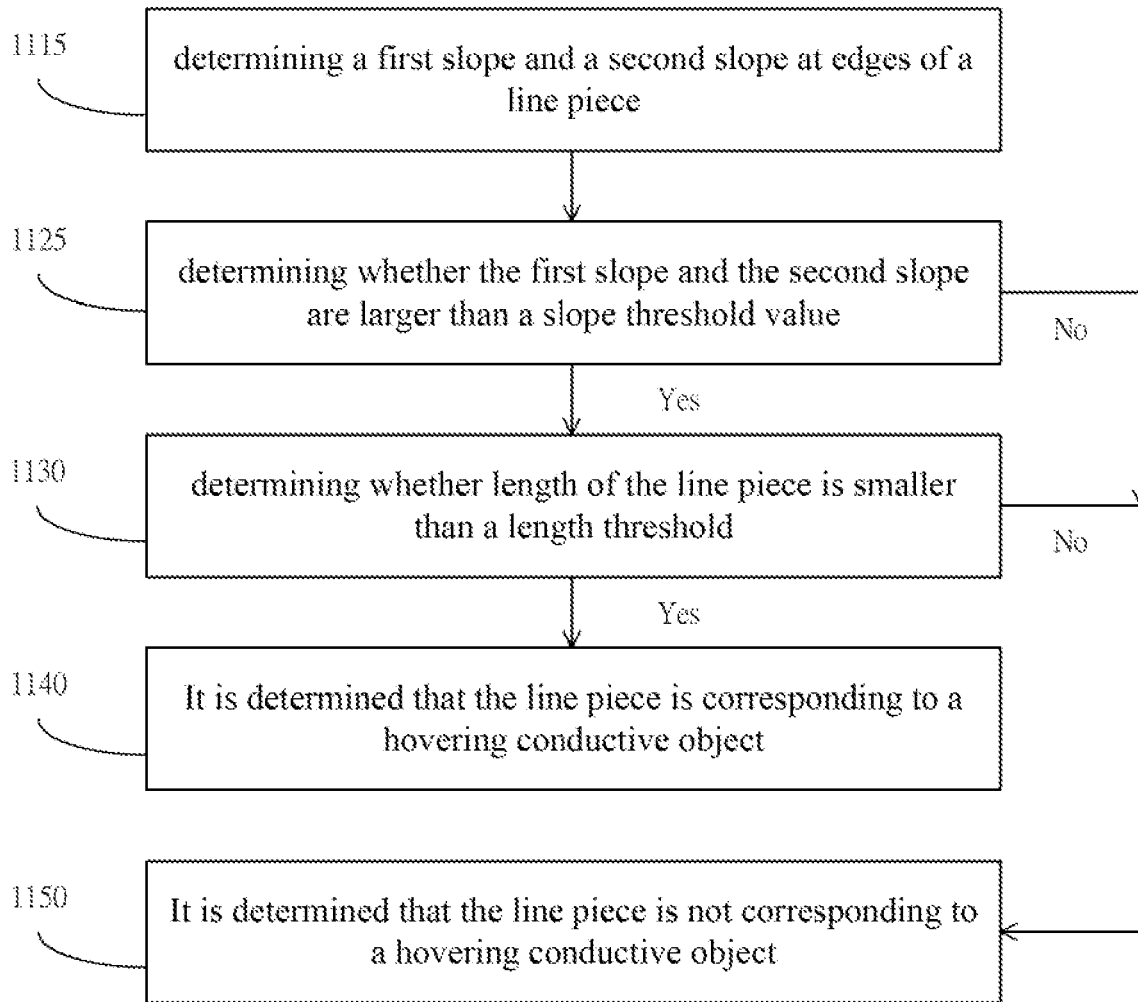 1115
determining a first slope and a second slope at edges of a
line piece
1125
determining whether the first slope and the second slope
are larger than a slope threshold value
No
Yes
1130
determining whether length of the line piece is smaller
than a length threshold
No
Yes
1140
It is determined that the line piece is corresponding to a
hovering conductive object
1150
It is determined that the line piece is not corresponding to
a hovering conductive object